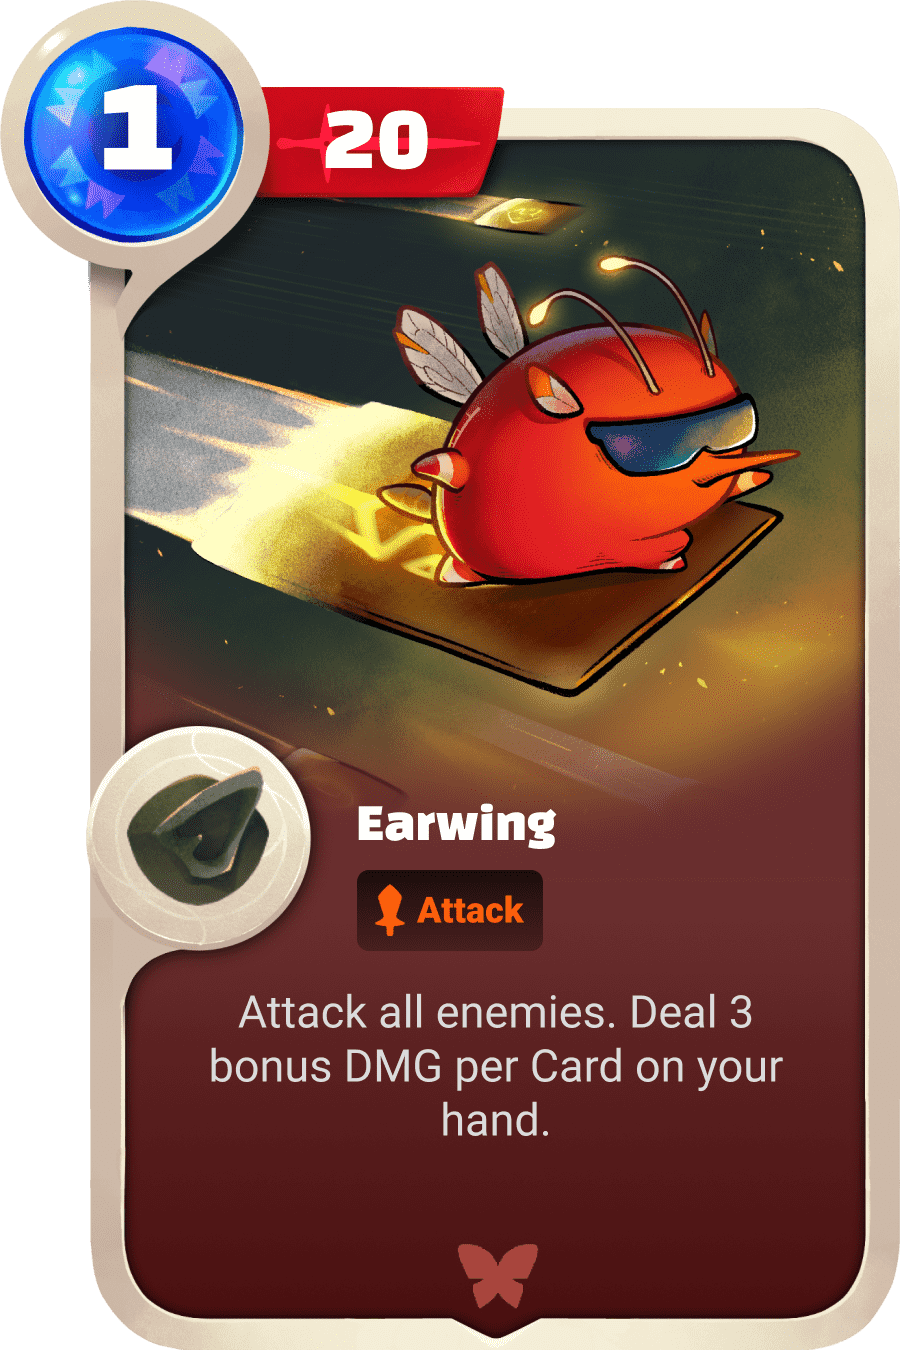 1
20
Earwing
Attack
Attack all enemies. Deal 3
bonus DMG per Card on your
hand.